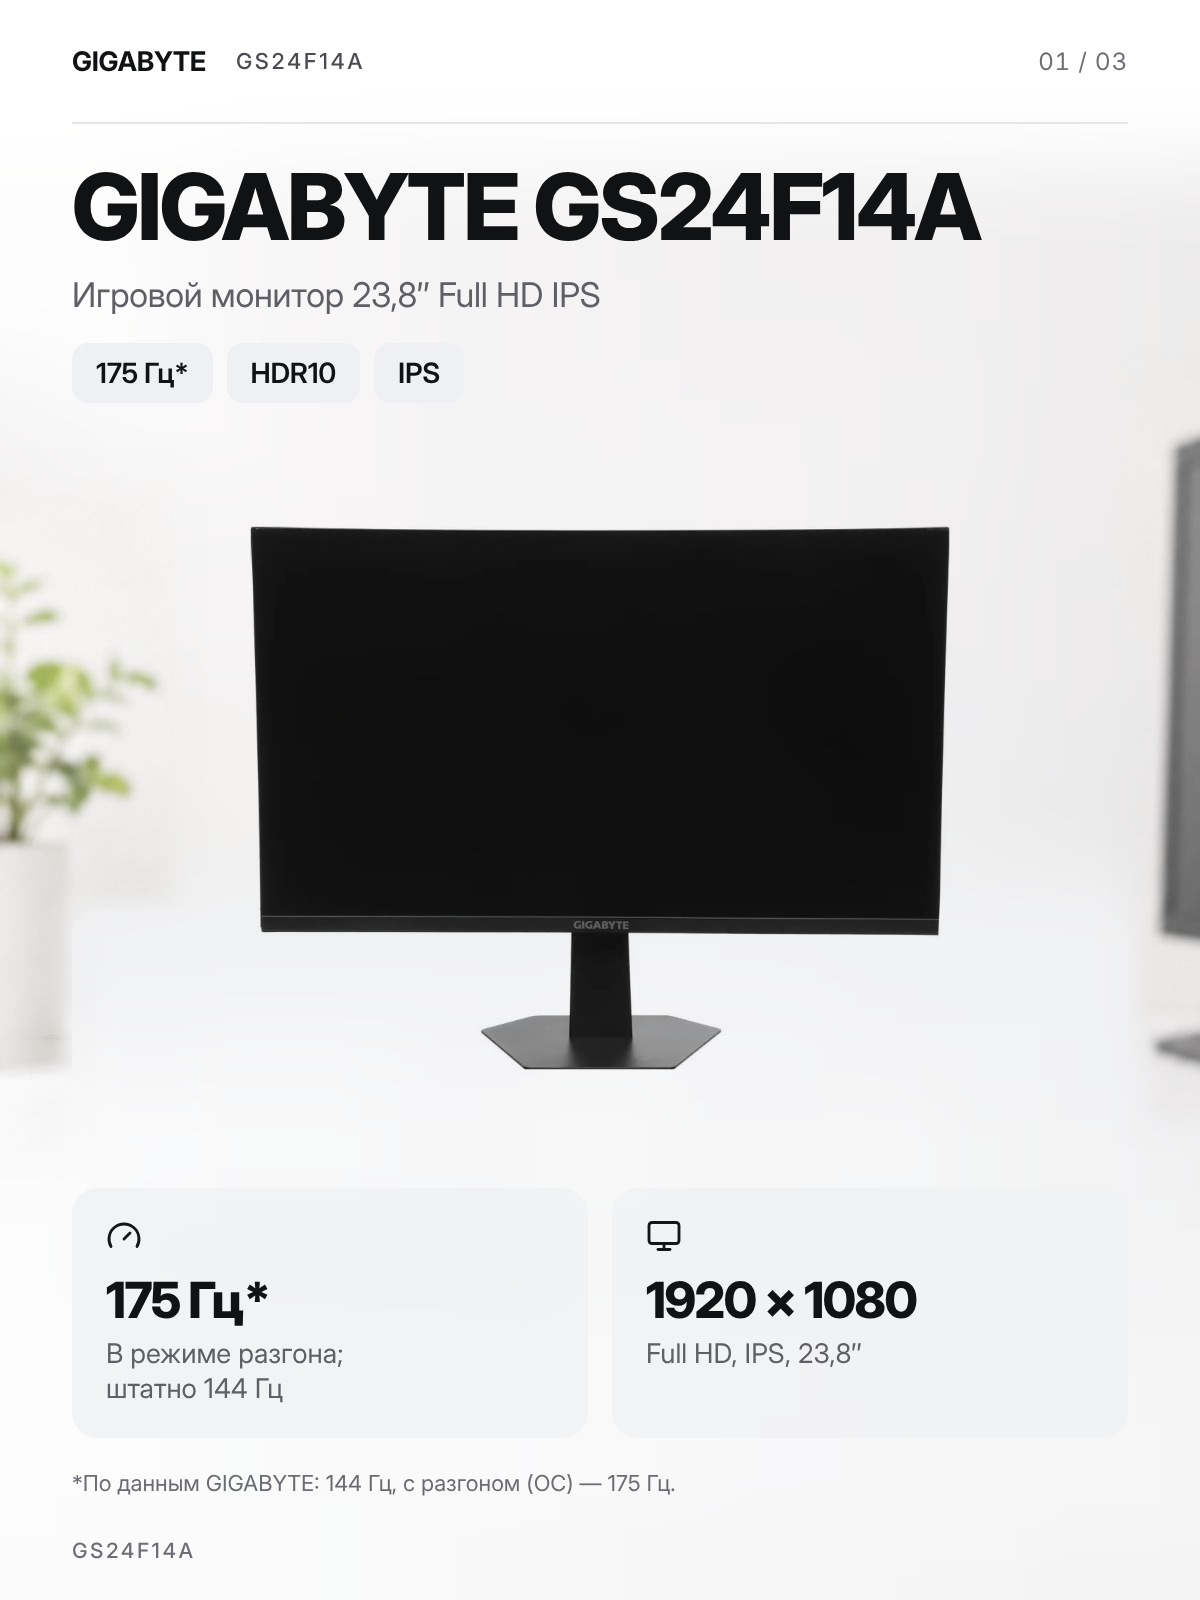 GIGABYTE GS24F14A 01 / 03
GIGABYTE GS24F14A
Игровой монитор 23,8″ Full HD IPS
175 Гц* HDR10 IPS
GIGABYTE
175 Гц*
В режиме разгона;
штатно 144 Гц
1920 × 1080
Full HD, IPS, 23,8″
*По данным GIGABYTE: 144 Гц, с разгоном (OC) — 175 Гц.
GS24F14A